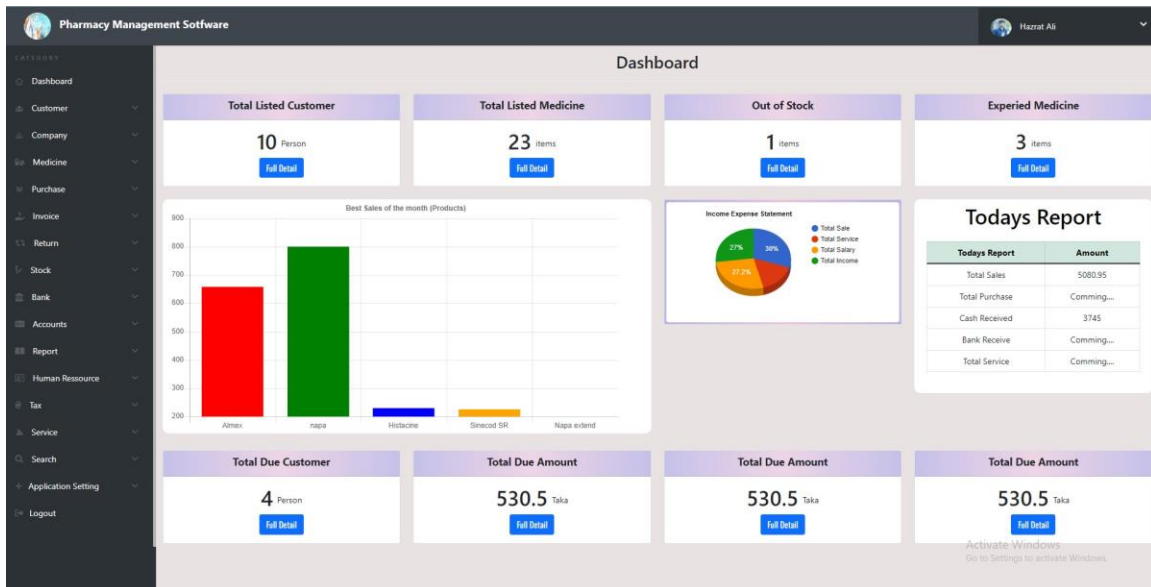 Pharmacy Management Sotfware
Hazrat Ali
CATEGORY
Dashboard
Customer
Company
Medicine
Purchase
Invoice
Return
Stock
Bank
Accounts
Report
Human Ressource
Tax
Service
Search
Application Setting
Logout
Dashboard
Total Listed Customer
10 Person
Full Detail
Total Listed Medicine
23 items
Full Detail
Out of Stock
1 items
Full Detail
Experied Medicine
3 items
Full Detail
Best Sales of the month (Products)
900
800
700
600
500
400
300
200
Almex
napa
Histacine
Sinecod SR
Napa extend
Income Expense Statement
27%
30%
27.2%
Total Sale
Total Service
Total Salary
Total Income
Todays Report
Todays Report Amount
Total Sales 5080.95
Total Purchase Comming....
Cash Received 3745
Bank Receive Comming....
Total Service Comming....
Total Due Customer
4 Person
Full Detail
Total Due Amount
530.5 Taka
Full Detail
Total Due Amount
530.5 Taka
Full Detail
Total Due Amount
530.5 Taka
Full Detail
Activate Windows
Go to Settings to activate Windows.